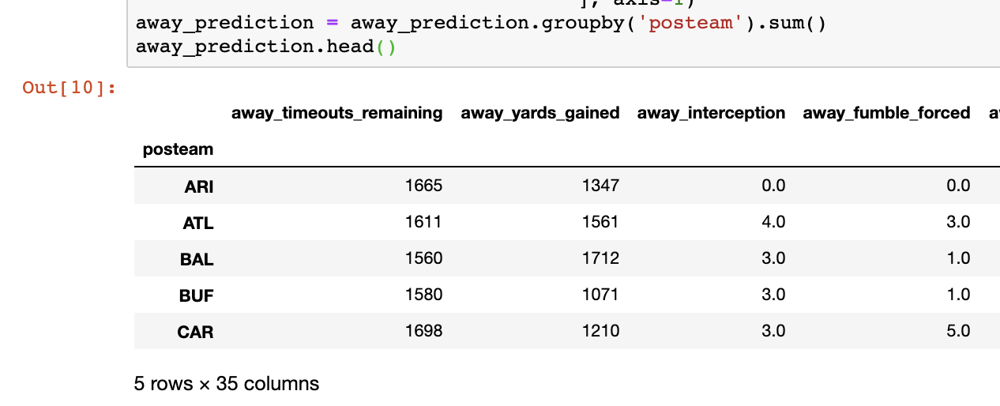 ], axis=1)
away_prediction = away_prediction.groupby('posteam').sum()
away_prediction.head()
Out[10]:
away_timeouts_remaining away_yards_gained away_interception away_fumble_forced
posteam
ARI 1665 1347 0.0 0.0
ATL 1611 1561 4.0 3.0
BAL 1560 1712 3.0 1.0
BUF 1580 1071 3.0 1.0
CAR 1698 1210 3.0 5.0
5 rows × 35 columns